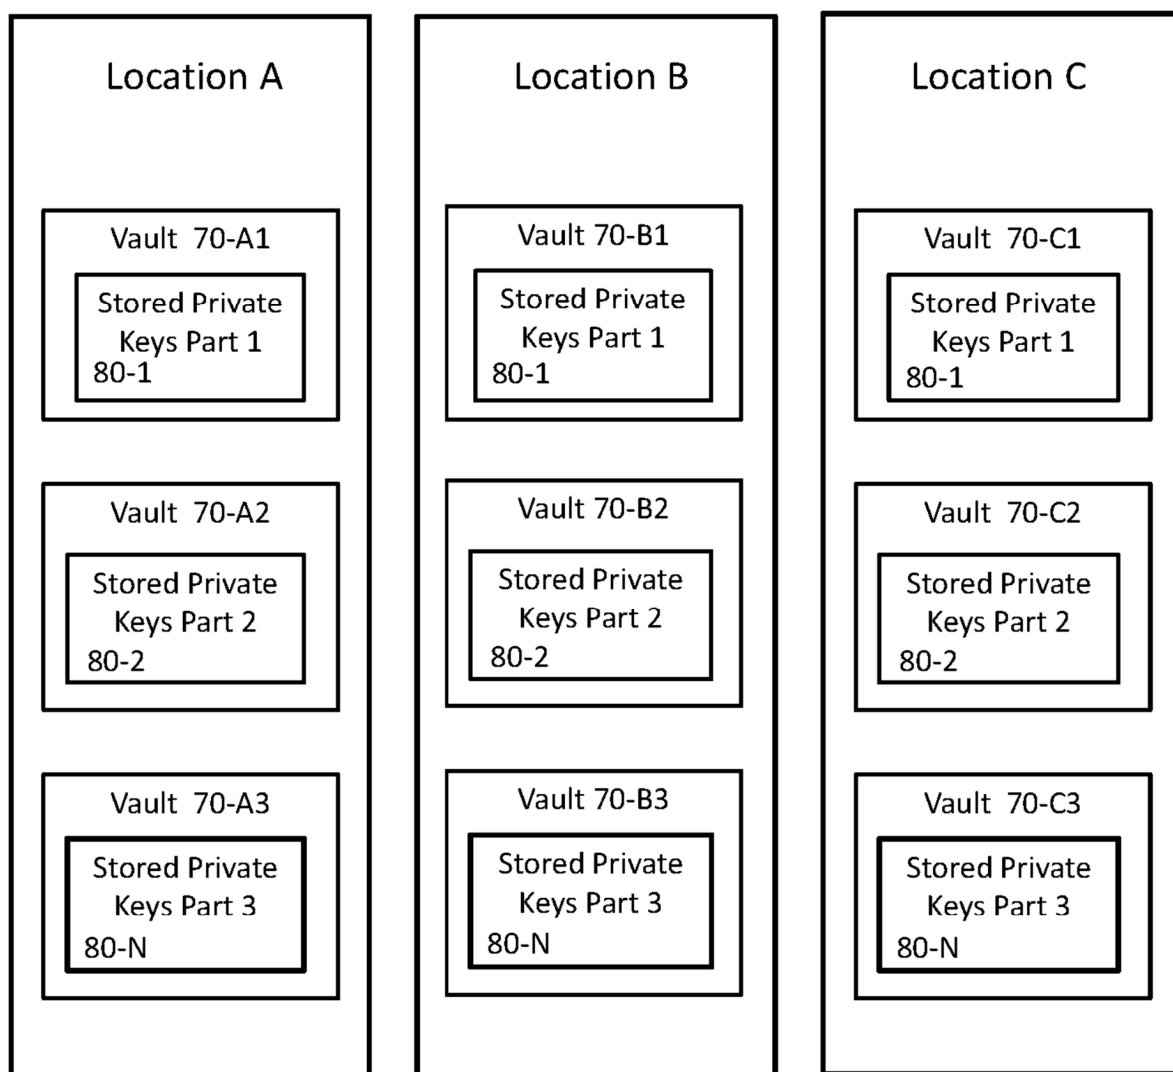 Location A
Vault 70-A1
Stored Private
Keys Part 1
80-1
Vault 70-A2
Stored Private
Keys Part 2
80-2
Vault 70-A3
Stored Private
Keys Part 3
80-N
Location B
Vault 70-B1
Stored Private
Keys Part 1
80-1
Vault 70-B2
Stored Private
Keys Part 2
80-2
Vault 70-B3
Stored Private
Keys Part 3
80-N
Location C
Vault 70-C1
Stored Private
Keys Part 1
80-1
Vault 70-C2
Stored Private
Keys Part 2
80-2
Vault 70-C3
Stored Private
Keys Part 3
80-N